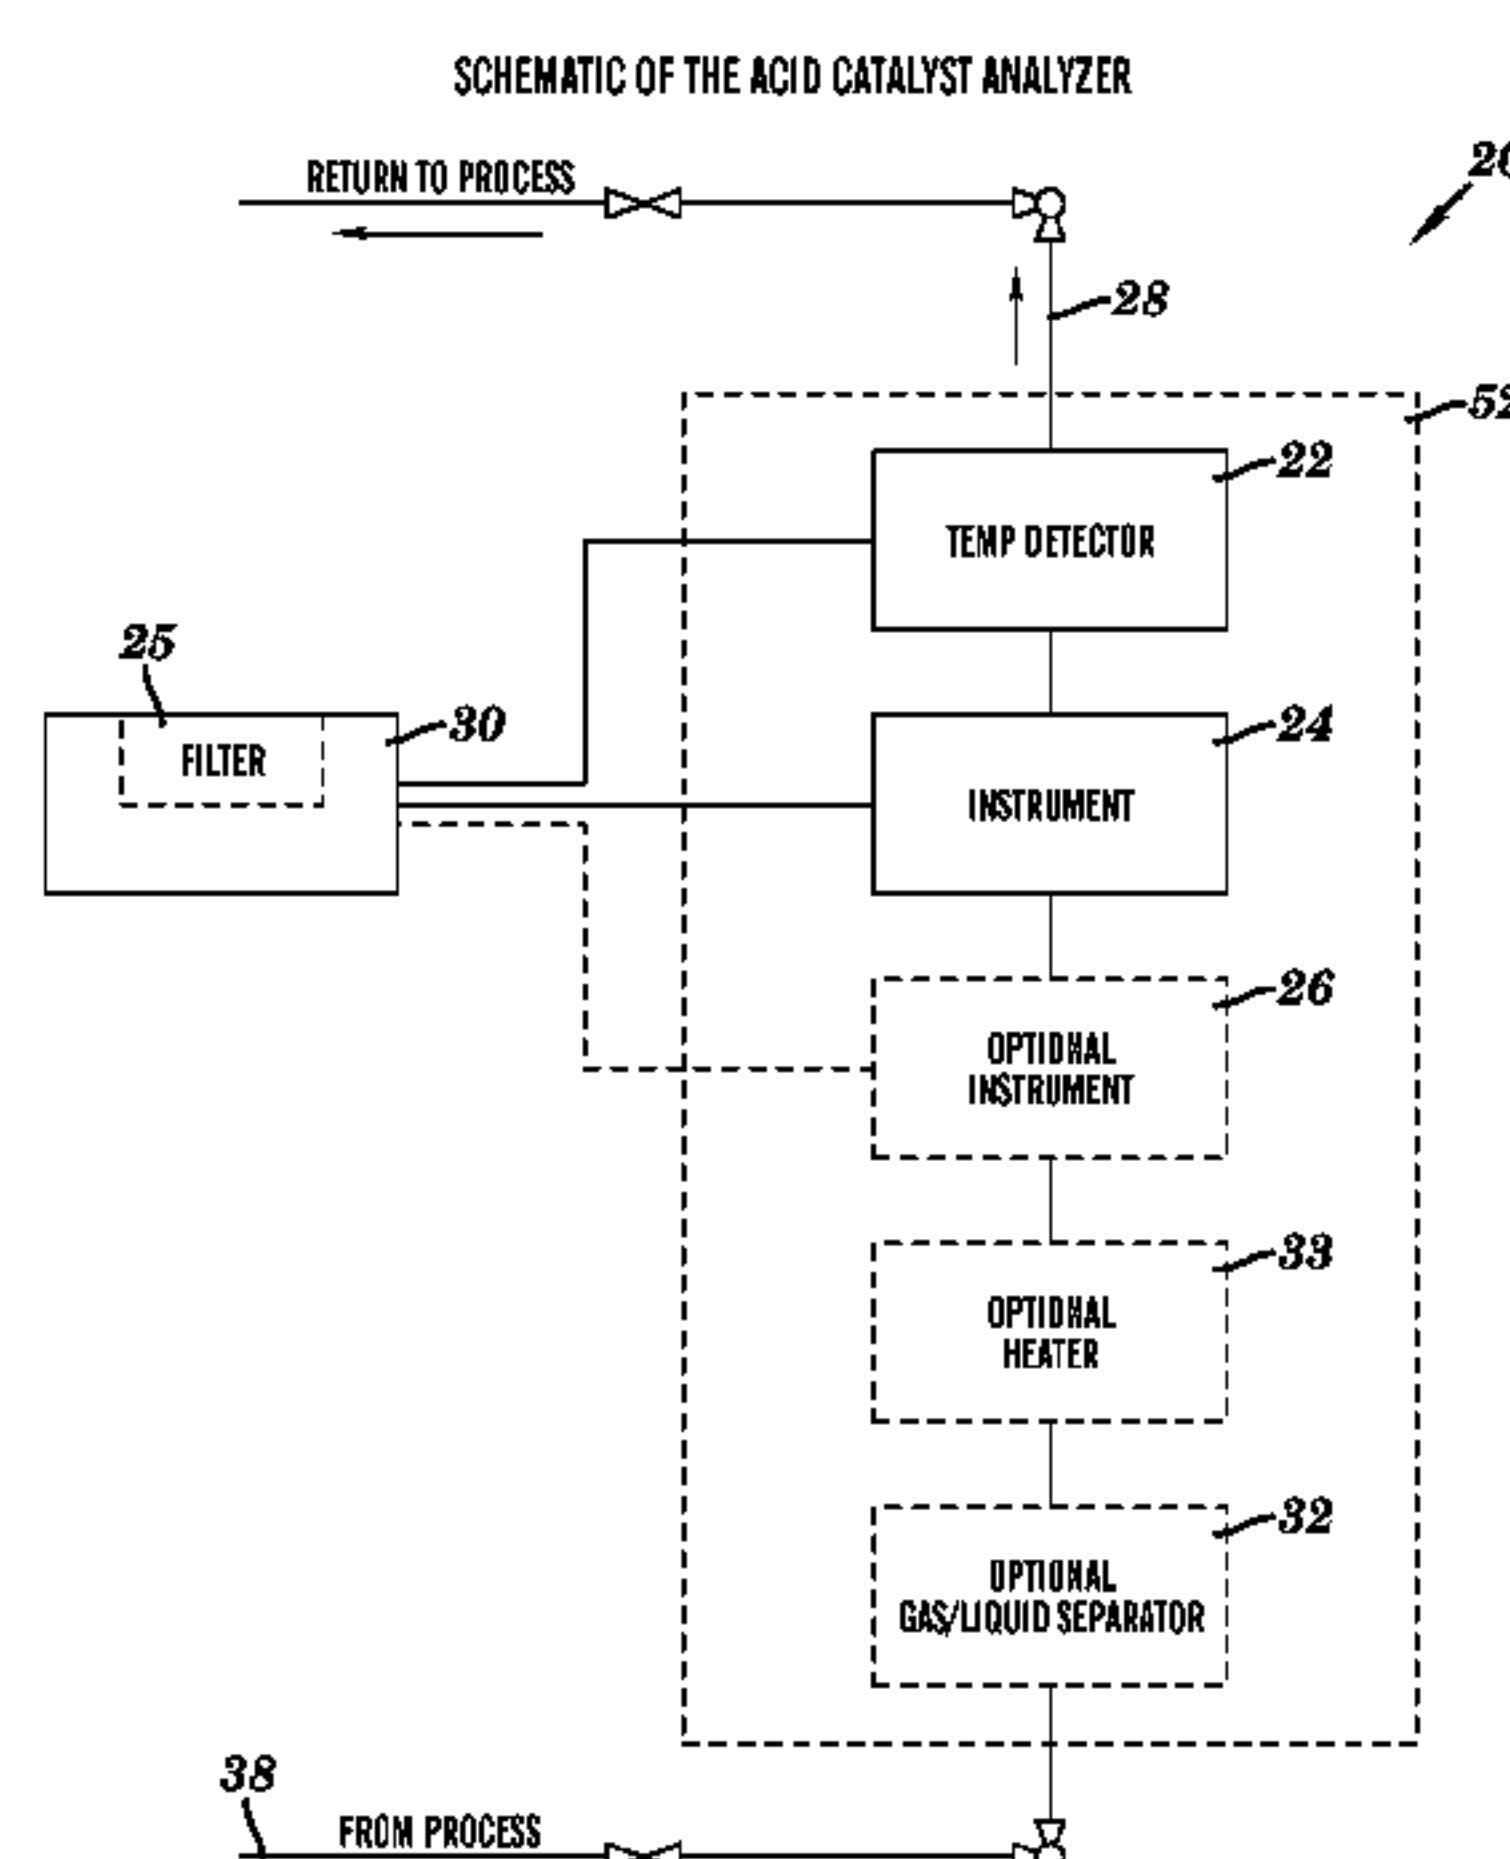 SCHEMATIC OF THE ACID CATALYST ANALYZER
RETURN TO PROCESS
28
22
TEMP DETECTOR
25
30
FILTER
24
INSTRUMENT
26
OPTIONAL
INSTRUMENT
33
OPTIONAL
HEATER
32
OPTIONAL
GAS/LIQUID SEPARATOR
38
FROM PROCESS